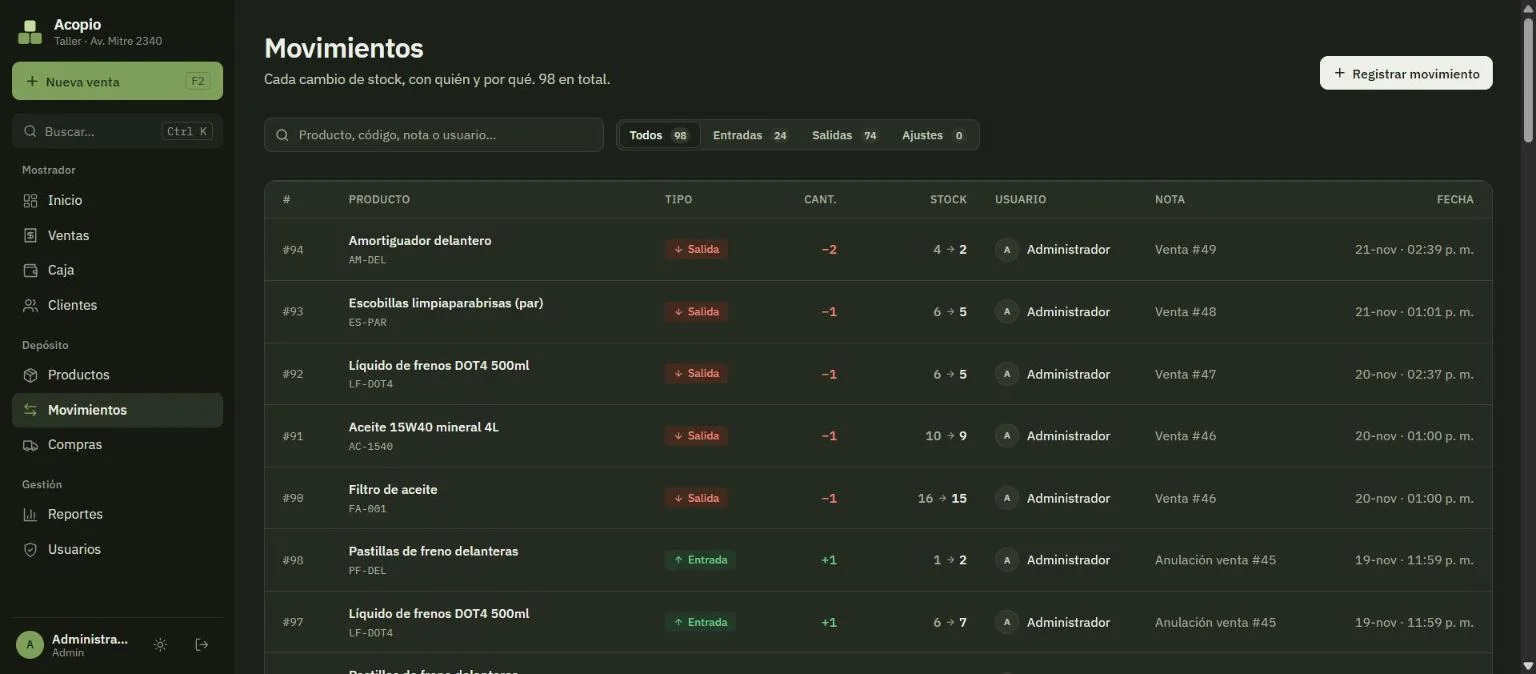 Acopio
Taller · Av. Mitre 2340
+ Nueva venta F2
Buscar... Ctrl K
Mostrador
Inicio
Ventas
Caja
Clientes
Depósito
Productos
Movimientos
Compras
Gestión
Reportes
Usuarios
A Administra...
Admin
Movimientos
Cada cambio de stock, con quién y por qué. 98 en total.
+ Registrar movimiento
Producto, código, nota o usuario...
Todos 98 Entradas 24 Salidas 74 Ajustes 0
# PRODUCTO TIPO CANT. STOCK USUARIO NOTA FECHA
#94 Amortiguador delantero ↓ Salida −2 4 → 2 A Administrador Venta #49 21-nov · 02:39 p. m.
AM-DEL
#93 Escobillas limpiaparabrisas (par) ↓ Salida −1 6 → 5 A Administrador Venta #48 21-nov · 01:01 p. m.
ES-PAR
#92 Líquido de frenos DOT4 500ml ↓ Salida −1 6 → 5 A Administrador Venta #47 20-nov · 02:37 p. m.
LF-DOT4
#91 Aceite 15W40 mineral 4L ↓ Salida −1 10 → 9 A Administrador Venta #46 20-nov · 01:00 p. m.
AC-1540
#90 Filtro de aceite ↓ Salida −1 16 → 15 A Administrador Venta #46 20-nov · 01:00 p. m.
FA-001
#98 Pastillas de freno delanteras ↑ Entrada +1 1 → 2 A Administrador Anulación venta #45 19-nov · 11:59 p. m.
PF-DEL
#97 Líquido de frenos DOT4 500ml ↑ Entrada +1 6 → 7 A Administrador Anulación venta #45 19-nov · 11:59 p. m.
LF-DOT4
Pastillas de freno delanteras